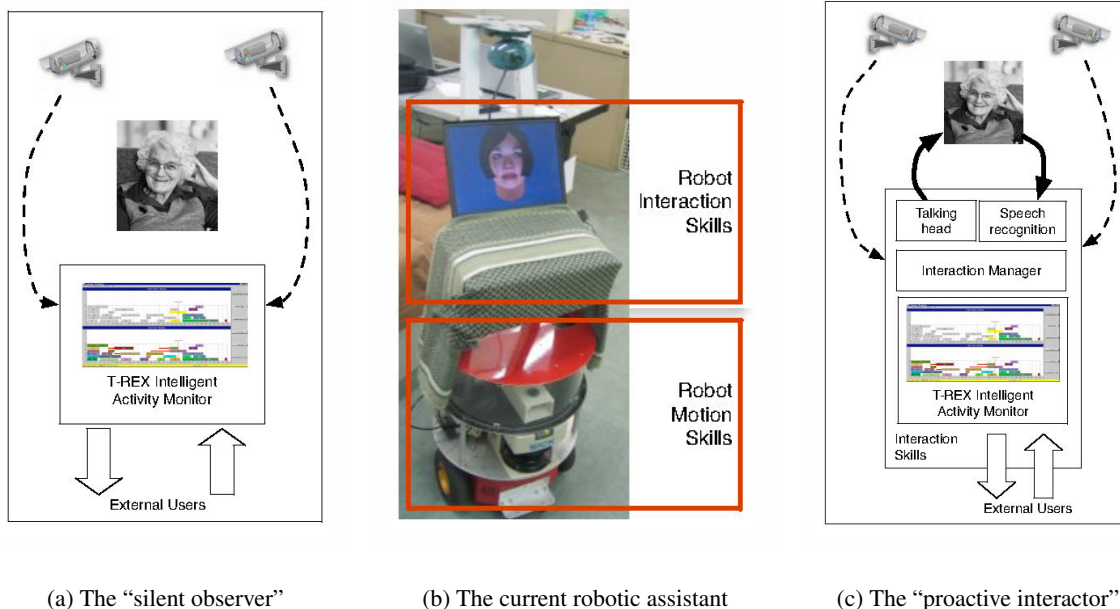 T-REX Intelligent
Activity Monitor
External Users
(a) The “silent observer”
Robot
Interaction
Skills
Robot
Motion
Skills
SICK
(b) The current robotic assistant
Talking
head
Speech
recognition
Interaction Manager
T-REX Intelligent
Activity Monitor
Interaction
Skills
External Users
(c) The “proactive interactor”